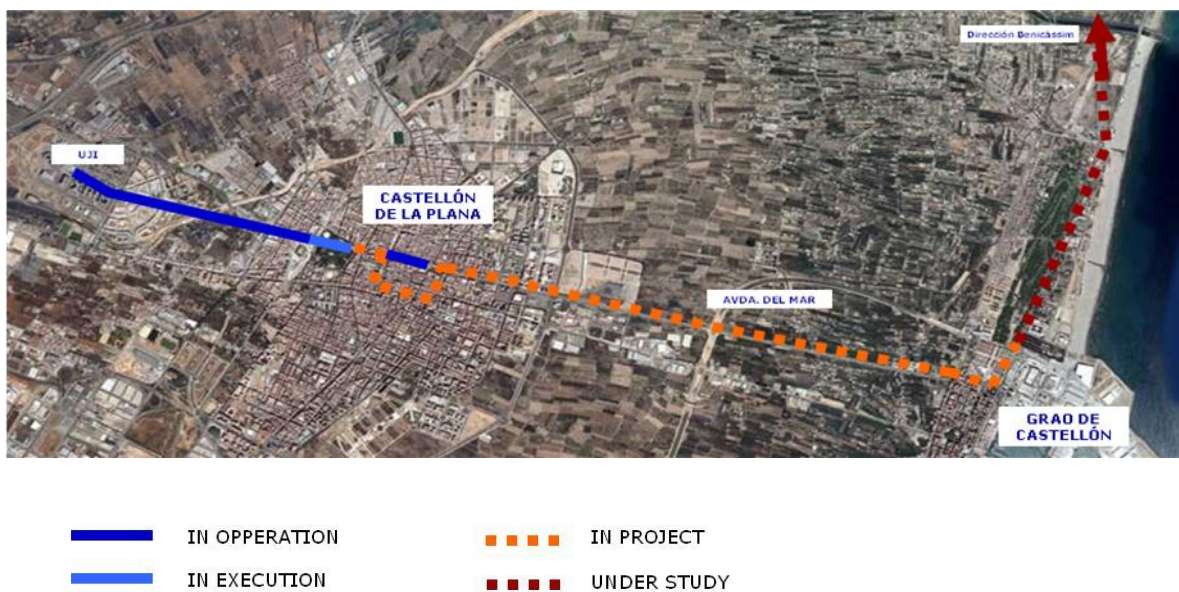 Dirección Benicàssim
UJI
CASTELLÓN
DE LA PLANA
AVDA. DEL MAR
GRAO DE
CASTELLÓN
IN OPPERATION
IN PROJECT
IN EXECUTION
UNDER STUDY